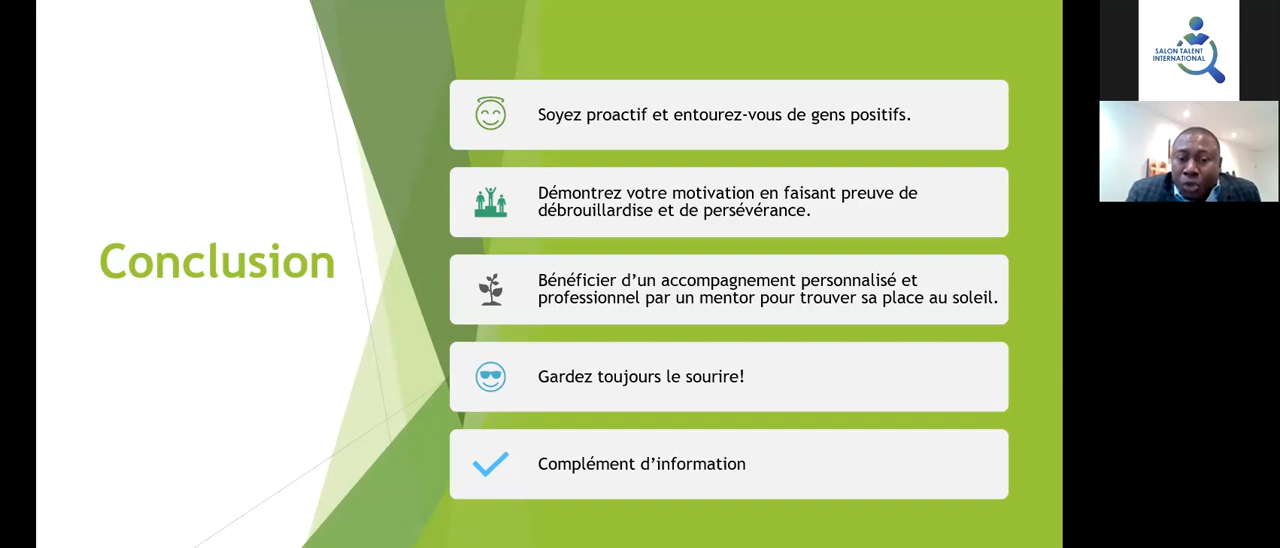 Conclusion
Soyez proactif et entourez-vous de gens positifs.
Démontrez votre motivation en faisant preuve de
débrouillardise et de persévérance.
Bénéficier d’un accompagnement personnalisé et
professionnel par un mentor pour trouver sa place au soleil.
Gardez toujours le sourire!
Complément d’information
SALON TALENT
INTERNATIONAL